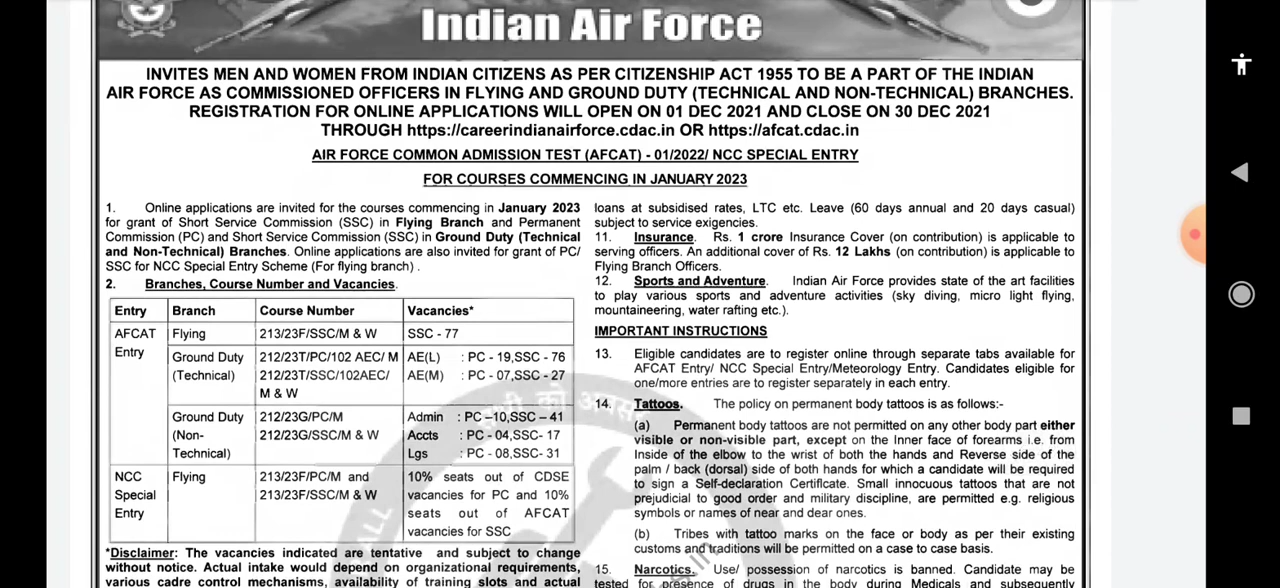 Indian Air Force
INVITES MEN AND WOMEN FROM INDIAN CITIZENS AS PER CITIZENSHIP ACT 1955 TO BE A PART OF THE INDIAN
AIR FORCE AS COMMISSIONED OFFICERS IN FLYING AND GROUND DUTY (TECHNICAL AND NON-TECHNICAL) BRANCHES.
REGISTRATION FOR ONLINE APPLICATIONS WILL OPEN ON 01 DEC 2021 AND CLOSE ON 30 DEC 2021
THROUGH https://careerindianairforce.cdac.in OR https://afcat.cdac.in
AIR FORCE COMMON ADMISSION TEST (AFCAT) - 01/2022/ NCC SPECIAL ENTRY
FOR COURSES COMMENCING IN JANUARY 2023
1. Online applications are invited for the courses commencing in January 2023
for grant of Short Service Commission (SSC) in Flying Branch and Permanent
Commission (PC) and Short Service Commission (SSC) in Ground Duty (Technical
and Non-Technical) Branches. Online applications are also invited for grant of PC/
SSC for NCC Special Entry Scheme (For flying branch) .
2. Branches, Course Number and Vacancies.
Entry Branch Course Number Vacancies*
AFCAT Flying 213/23F/SSC/M & W SSC - 77
Entry Ground Duty 212/23T/PC/102 AEC/ M AE(L) : PC - 19,SSC - 76
(Technical) 212/23T/SSC/102AEC/ AE(M) : PC - 07,SSC - 27
M & W
Ground Duty 212/23G/PC/M Admin : PC –10,SSC – 41
(Non- 212/23G/SSC/M & W Accts : PC - 04,SSC- 17
Technical) Lgs : PC - 08,SSC- 31
NCC Flying 213/23F/PC/M and 10% seats out of CDSE
Special 213/23F/SSC/M & W vacancies for PC and 10%
Entry seats out of AFCAT
vacancies for SSC
*Disclaimer: The vacancies indicated are tentative and subject to change
without notice. Actual intake would depend on organizational requirements,
various cadre control mechanisms, availability of training slots and actual
loans at subsidised rates, LTC etc. Leave (60 days annual and 20 days casual)
subject to service exigencies.
11. Insurance. Rs. 1 crore Insurance Cover (on contribution) is applicable to
serving officers. An additional cover of Rs. 12 Lakhs (on contribution) is applicable to
Flying Branch Officers.
12. Sports and Adventure. Indian Air Force provides state of the art facilities
to play various sports and adventure activities (sky diving, micro light flying,
mountaineering, water rafting etc.).
IMPORTANT INSTRUCTIONS
13. Eligible candidates are to register online through separate tabs available for
AFCAT Entry/ NCC Special Entry/Meteorology Entry. Candidates eligible for
one/more entries are to register separately in each entry.
14. Tattoos. The policy on permanent body tattoos is as follows:-
(a) Permanent body tattoos are not permitted on any other body part either
visible or non-visible part, except on the Inner face of forearms i.e. from
Inside of the elbow to the wrist of both the hands and Reverse side of the
palm / back (dorsal) side of both hands for which a candidate will be required
to sign a Self-declaration Certificate. Small innocuous tattoos that are not
prejudicial to good order and military discipline, are permitted e.g. religious
symbols or names of near and dear ones.
(b) Tribes with tattoo marks on the face or body as per their existing
customs and traditions will be permitted on a case to case basis.
15. Narcotics. Use/ possession of narcotics is banned. Candidate may be
tested for presence of drugs in the body during Medicals and subsequently
ALL